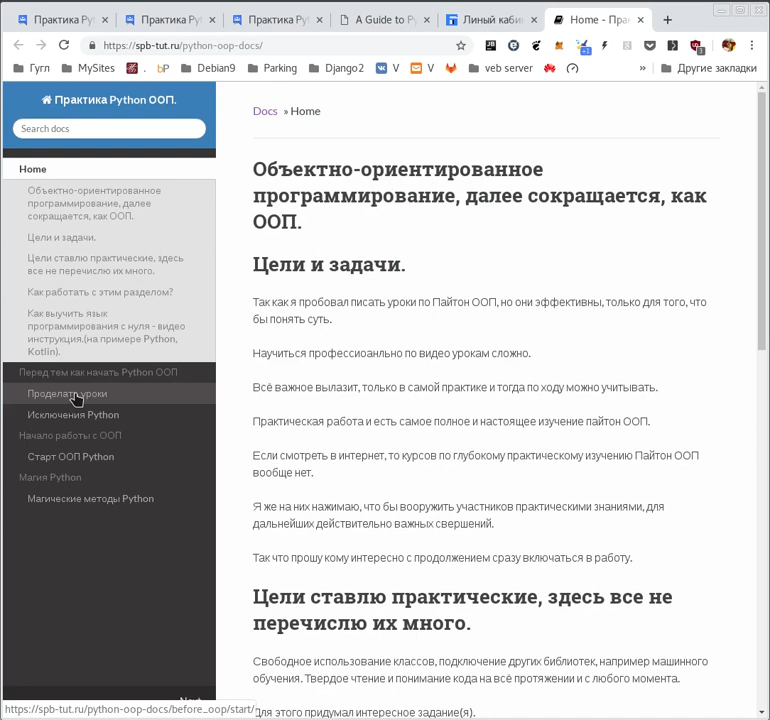 Практика Py
Практика Py
Практика Py
A Guide to P
Линый каби
Home - Пра
https://spb-tut.ru/python-oop-docs/
Гугл
MySites
.
bP
Debian9
Parking
Django2
V
V
veb server
»
Другие закладки
Практика Python ООП.
Search docs
Home
Объектно-ориентированное
программирование, далее
сокращается, как ООП.
Цели и задачи.
Цели ставлю практические, здесь
все не перечислю их много.
Как работать с этим разделом?
Как выучить язык
программирования с нуля - видео
инструкция.(на примере Python,
Kotlin).
Перед тем как начать Python ООП
Проделать уроки
Исключения Python
Начало работы с ООП
Старт ООП Python
Магия Python
Магические методы Python
https://spb-tut.ru/python-oop-docs/before_oop/start/
Docs » Home
Объектно-ориентированное
программирование, далее сокращается, как
ООП.
Цели и задачи.
Так как я пробовал писать уроки по Пайтон ООП, но они эффективны, только для того, что
бы понять суть.
Научиться профессиоанльно по видео урокам сложно.
Всё важное вылазит, только в самой практике и тогда по ходу можно учитывать.
Практическая работа и есть самое полное и настоящее изучение пайтон ООП.
Если смотреть в интернет, то курсов по глубокому практическому изучению Пайтон ООП
вообще нет.
Я же на них нажимаю, что бы вооружить участников практическими знаниями, для
дальнейших действительно важных свершений.
Так что прошу кому интересно с продолжением сразу включаться в работу.
Цели ставлю практические, здесь все не
перечислю их много.
Свободное использование классов, подключение других библиотек, например машинного
обучения. Твердое чтение и понимание кода на всё протяжении и с любого момента.
Для этого придумал интересное задание(я).